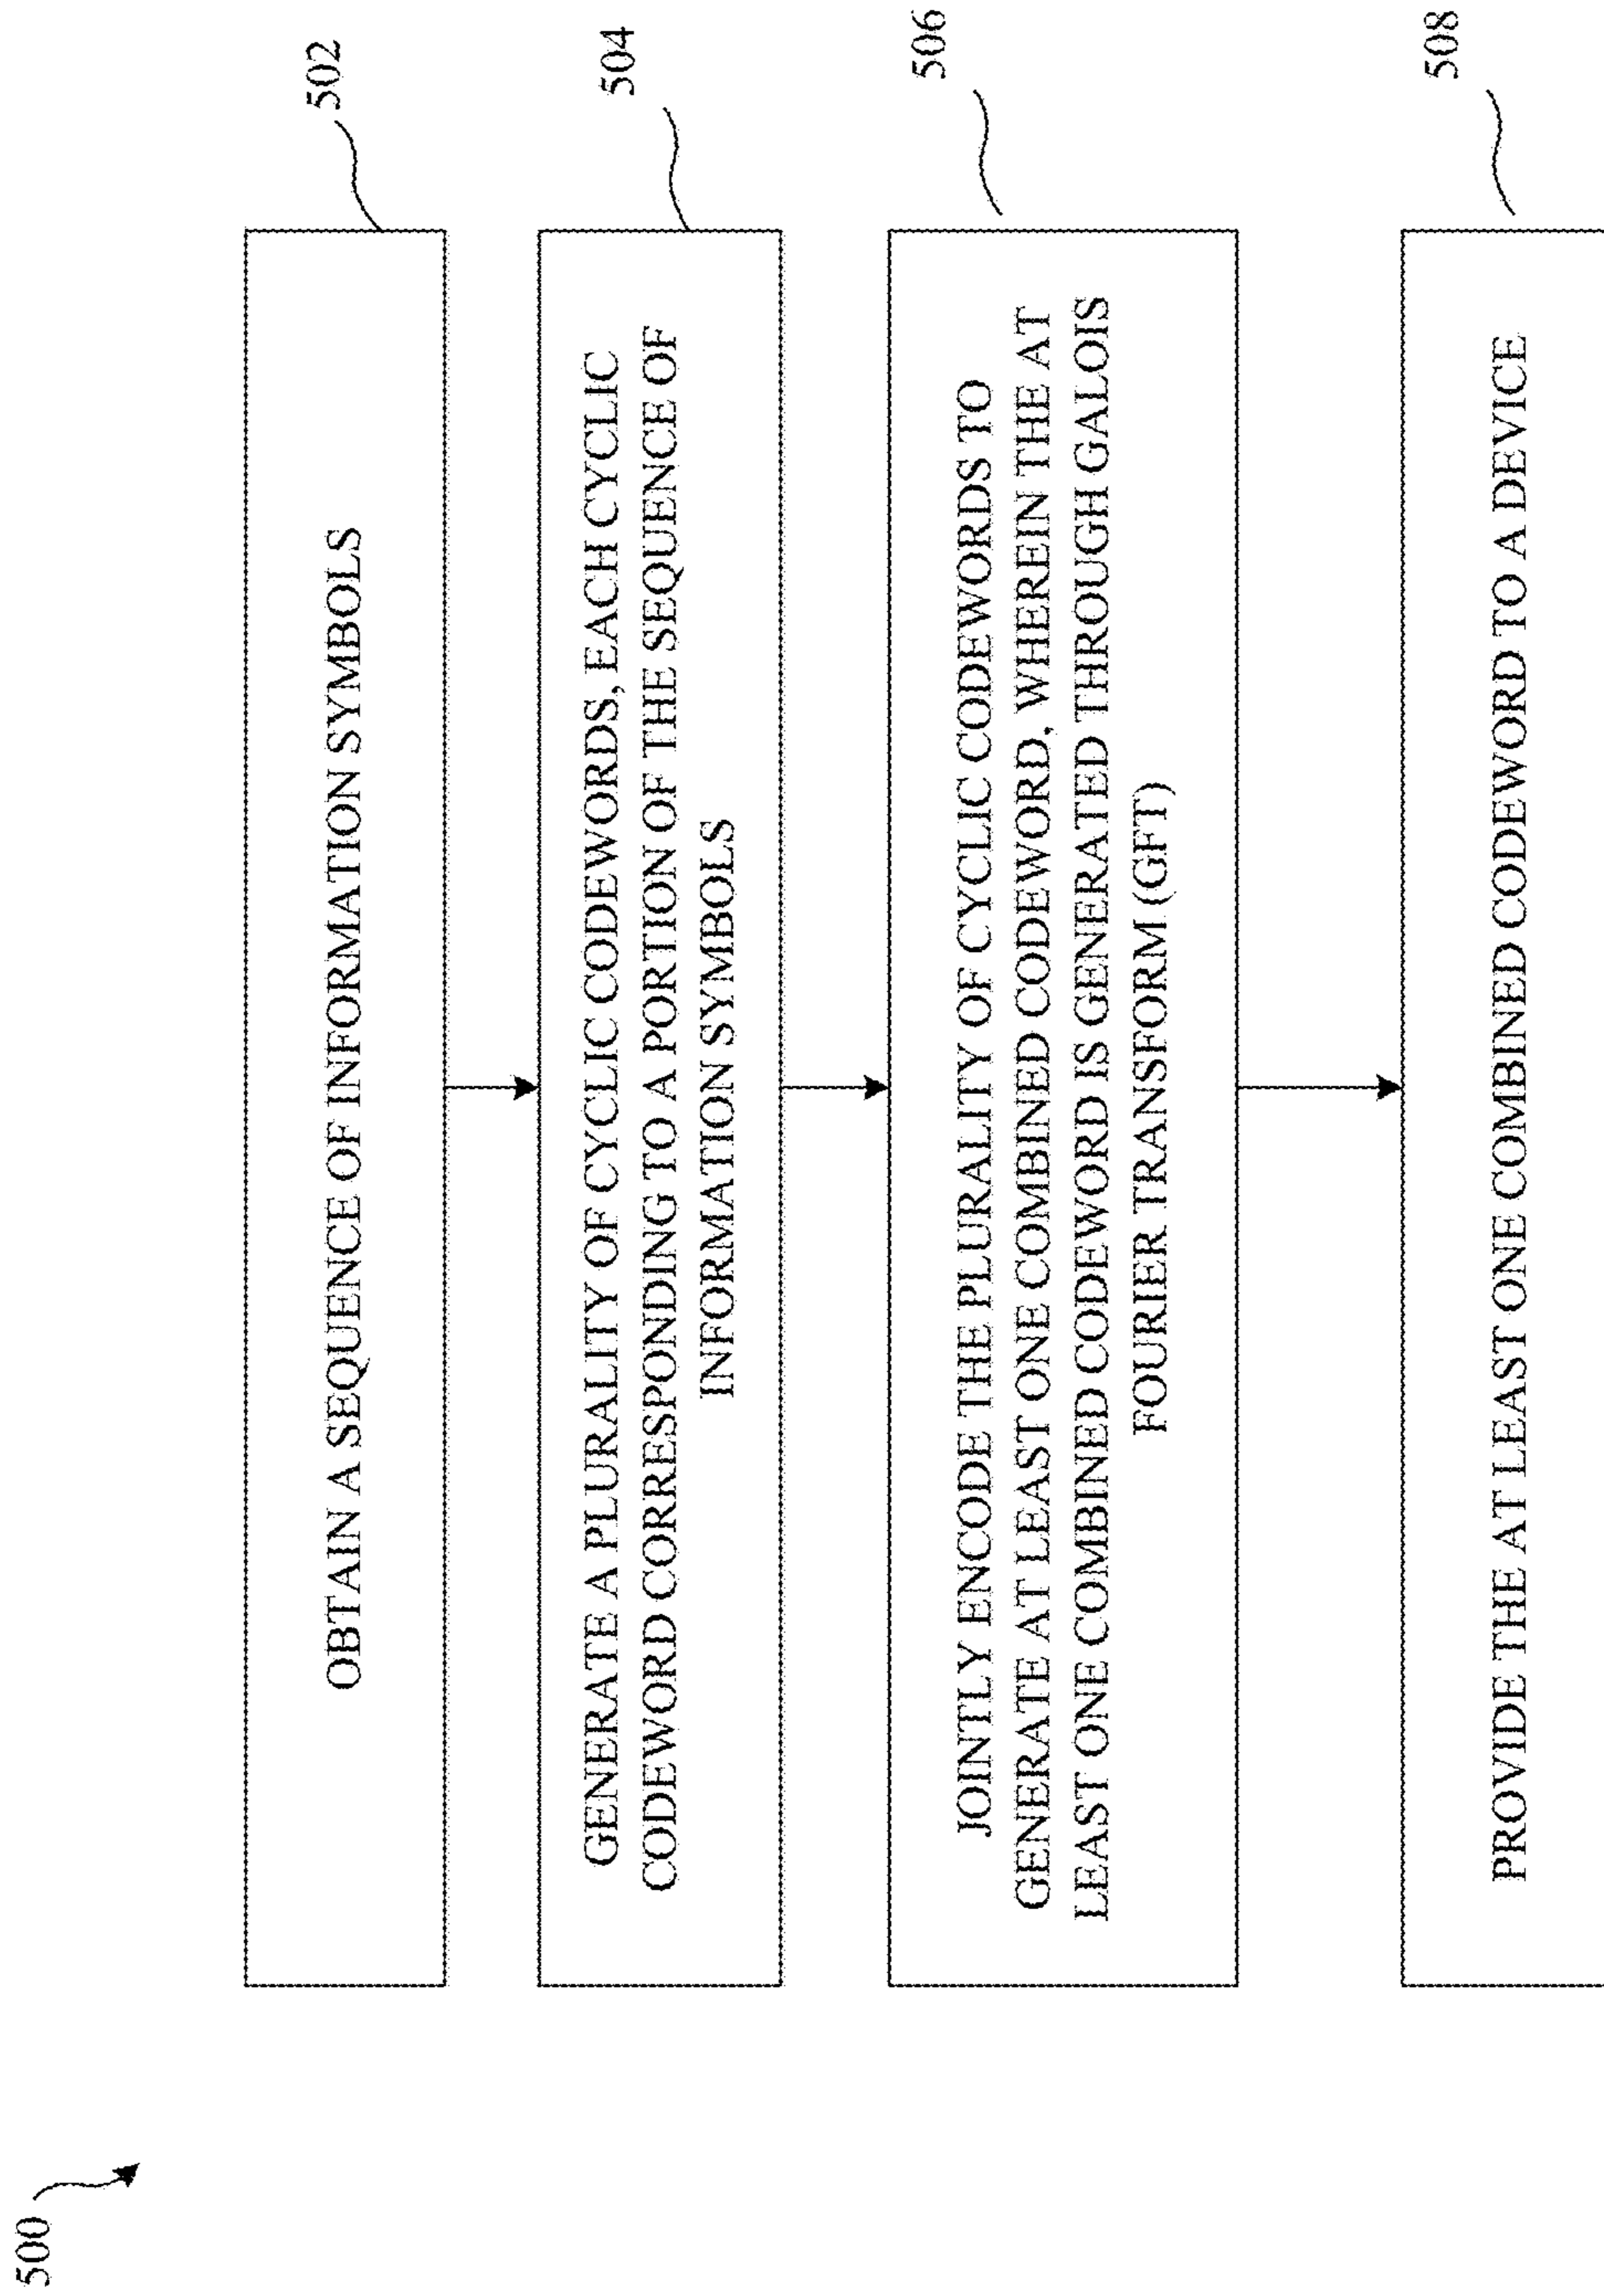 500
502
OBTAIN A SEQUENCE OF INFORMATION SYMBOLS
504
GENERATE A PLURALITY OF CYCLIC CODEWORDS, EACH CYCLIC
CODEWORD CORRESPONDING TO A PORTION OF THE SEQUENCE OF
INFORMATION SYMBOLS
506
JOINTLY ENCODE THE PLURALITY OF CYCLIC CODEWORDS TO
GENERATE AT LEAST ONE COMBINED CODEWORD, WHEREIN THE AT
LEAST ONE COMBINED CODEWORD IS GENERATED THROUGH GALOIS
FOURIER TRANSFORM (GFT)
508
PROVIDE THE AT LEAST ONE COMBINED CODEWORD TO A DEVICE